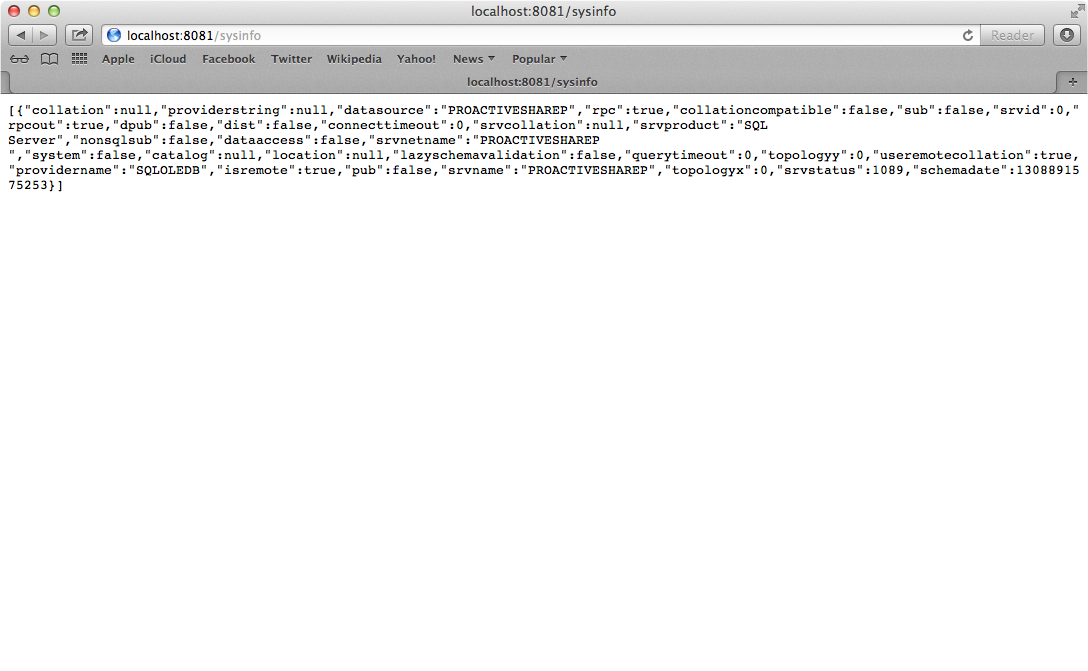 localhost:8081/sysinfo
localhost:8081/sysinfo Reader
Apple iCloud Facebook Twitter Wikipedia Yahoo! News Popular
localhost:8081/sysinfo
[{"collation":null,"providerstring":null,"datasource":"PROACTIVESHAREP","rpc":true,"collationcompatible":false,"sub":false,"srvid":0,"
rpcout":true,"dpub":false,"dist":false,"connecttimeout":0,"srvcollation":null,"srvproduct":"SQL
Server","nonsqlsub":false,"dataaccess":false,"srvnetname":"PROACTIVESHAREP
","system":false,"catalog":null,"location":null,"lazyschemavalidation":false,"querytimeout":0,"topologyy":0,"useremotecollation":true,
"providername":"SQLOLEDB","isremote":true,"pub":false,"srvname":"PROACTIVESHAREP","topologyx":0,"srvstatus":1089,"schemadate":13088915
75253}]